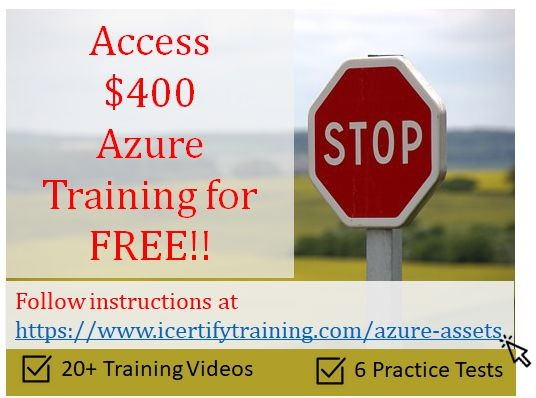 Access
$400
Azure
Training for
FREE!!
STOP
Follow instructions at
https://www.icertifytraining.com/azure-assets
20+ Training Videos
6 Practice Tests